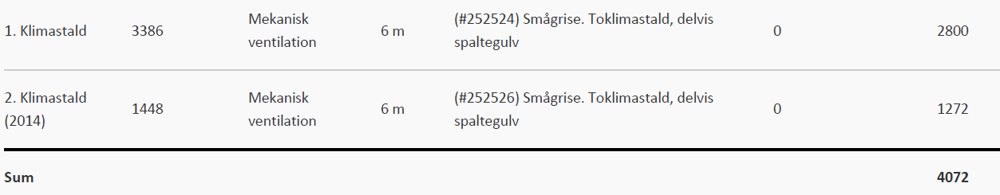 1. Klimastald 3386 Mekanisk ventilation 6 m (#252524) Smågrise. Toklimastald, delvis spaltegulv 0 2800
2. Klimastald (2014) 1448 Mekanisk ventilation 6 m (#252526) Smågrise. Toklimastald, delvis spaltegulv 0 1272
Sum 4072